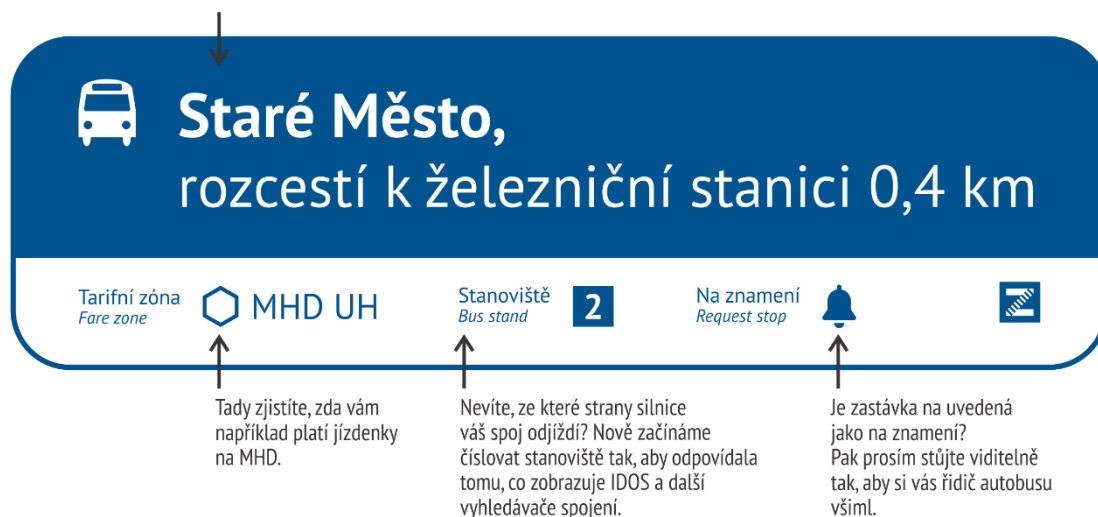 Staré Město,
rozcestí k železniční stanici 0,4 km
Tarifní zóna
Fare zone
MHD UH
Stanoviště
Bus stand
2
Na znamení
Request stop
Z
Tady zjistíte, zda vám
například platí jízdenky
na MHD.
Nevíte, ze které strany silnice
váš spoj odjíždí? Nově začínáme
číslovat stanoviště tak, aby odpovídala
tomu, co zobrazuje IDOS a další
vyhledávače spojení.
Je zastávka na uvedená
jako na znamení?
Pak prosím stůjte viditelně
tak, aby si vás řidič autobusu
všiml.